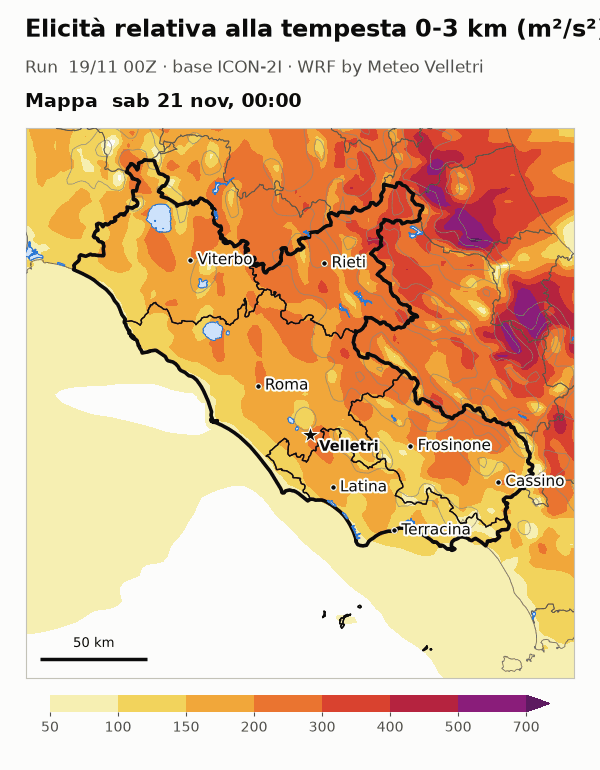 Elicità relativa alla tempesta 0-3 km (m²/s²)
Run 19/11 00Z · base ICON-2I · WRF by Meteo Velletri
Mappa sab 21 nov, 00:00
Viterbo
Rieti
Roma
Velletri
Frosinone
Latina
Cassino
Terracina
50 km
50 100 150 200 300 400 500 700